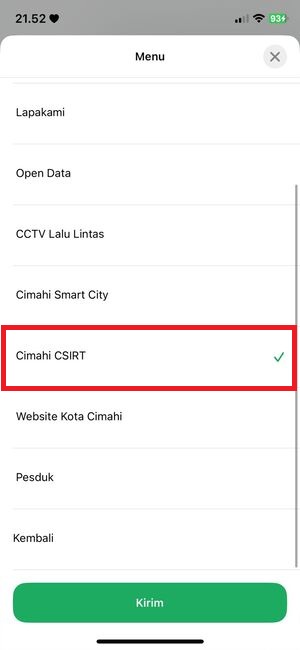 21.52
93
Menu
Lapakami
Open Data
CCTV Lalu Lintas
Cimahi Smart City
Cimahi CSIRT
Website Kota Cimahi
Pesduk
Kembali
Kirim